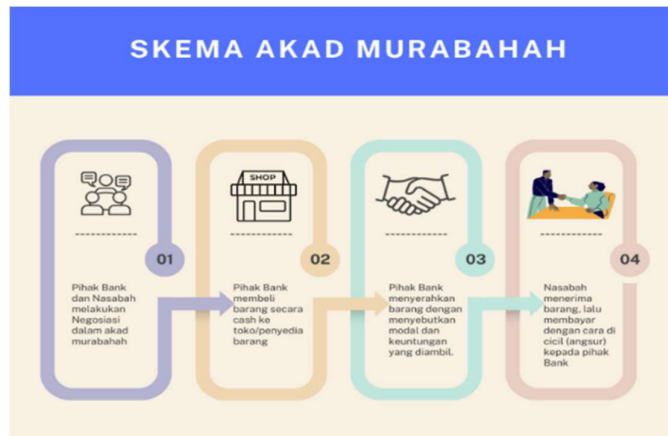 SKEMA AKAD MURABAHAH
SHOP
01
Pihak Bank
dan Nasabah
melakukan
Negosiasi
dalam akad
murabahah
02
Pihak Bank
membeli
barang secara
cash ke
toko/penyedia
barang
03
Pihak Bank
menyerahkan
barang dengan
menyebutkan
modal dan
keuntungan
yang diambil.
04
Nasabah
menerima
barang, lalu
membayar
dengan cara di
cicil (angsur)
kepada pihak
Bank